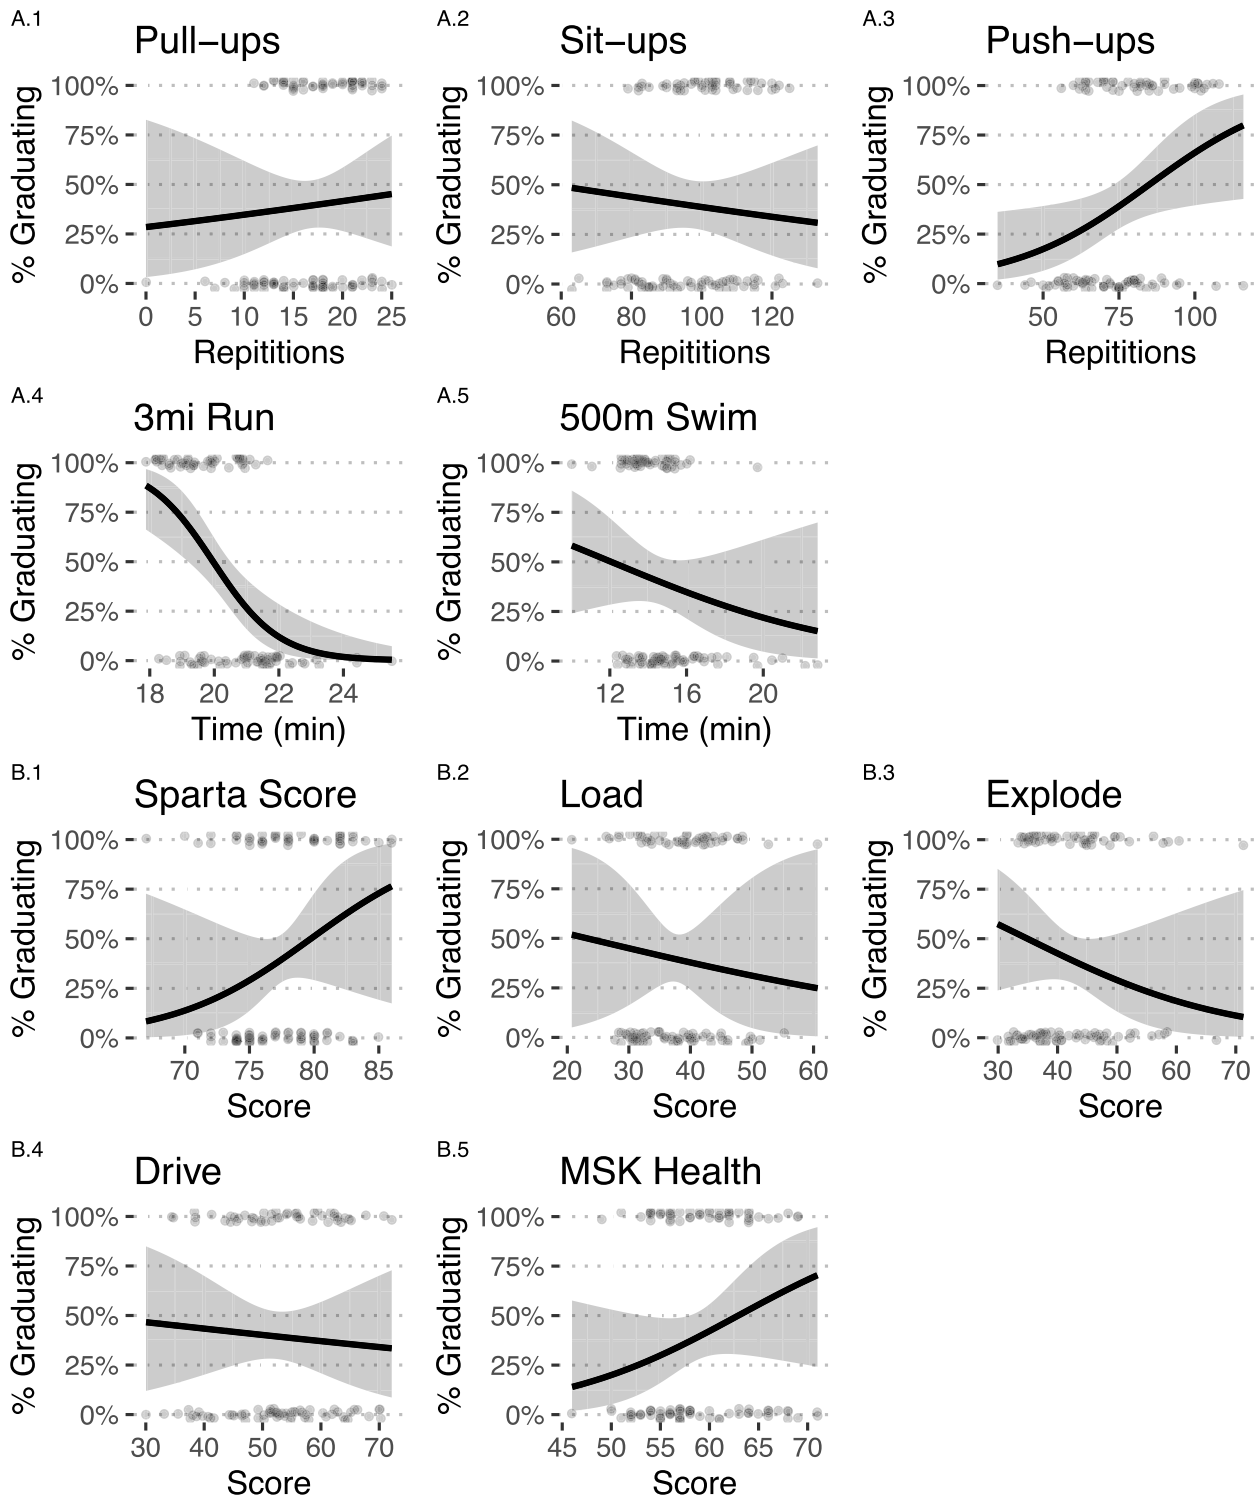 A.1
Pull−ups
% Graduating
100%
75%
50%
25%
0%
0 5 10 15 20 25
Repititions
A.2
Sit−ups
% Graduating
100%
75%
50%
25%
0%
60 80 100 120
Repititions
A.3
Push−ups
% Graduating
100%
75%
50%
25%
0%
50 75 100
Repititions
A.4
3mi Run
% Graduating
100%
75%
50%
25%
0%
18 20 22 24
Time (min)
A.5
500m Swim
% Graduating
100%
75%
50%
25%
0%
12 16 20
Time (min)
B.1
Sparta Score
% Graduating
100%
75%
50%
25%
0%
70 75 80 85
Score
B.2
Load
% Graduating
100%
75%
50%
25%
0%
20 30 40 50 60
Score
B.3
Explode
% Graduating
100%
75%
50%
25%
0%
30 40 50 60 70
Score
B.4
Drive
% Graduating
100%
75%
50%
25%
0%
30 40 50 60 70
Score
B.5
MSK Health
% Graduating
100%
75%
50%
25%
0%
45 50 55 60 65 70
Score